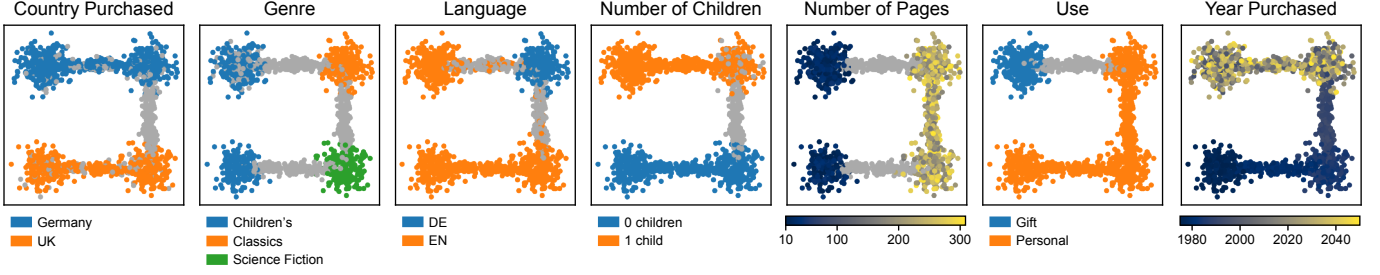 Country Purchased
Genre
Language
Number of Children
Number of Pages
Use
Year Purchased
Germany
UK
Children's
Classics
Science Fiction
DE
EN
0 children
1 child
10 100 200 300
Gift
Personal
1980 2000 2020 2040